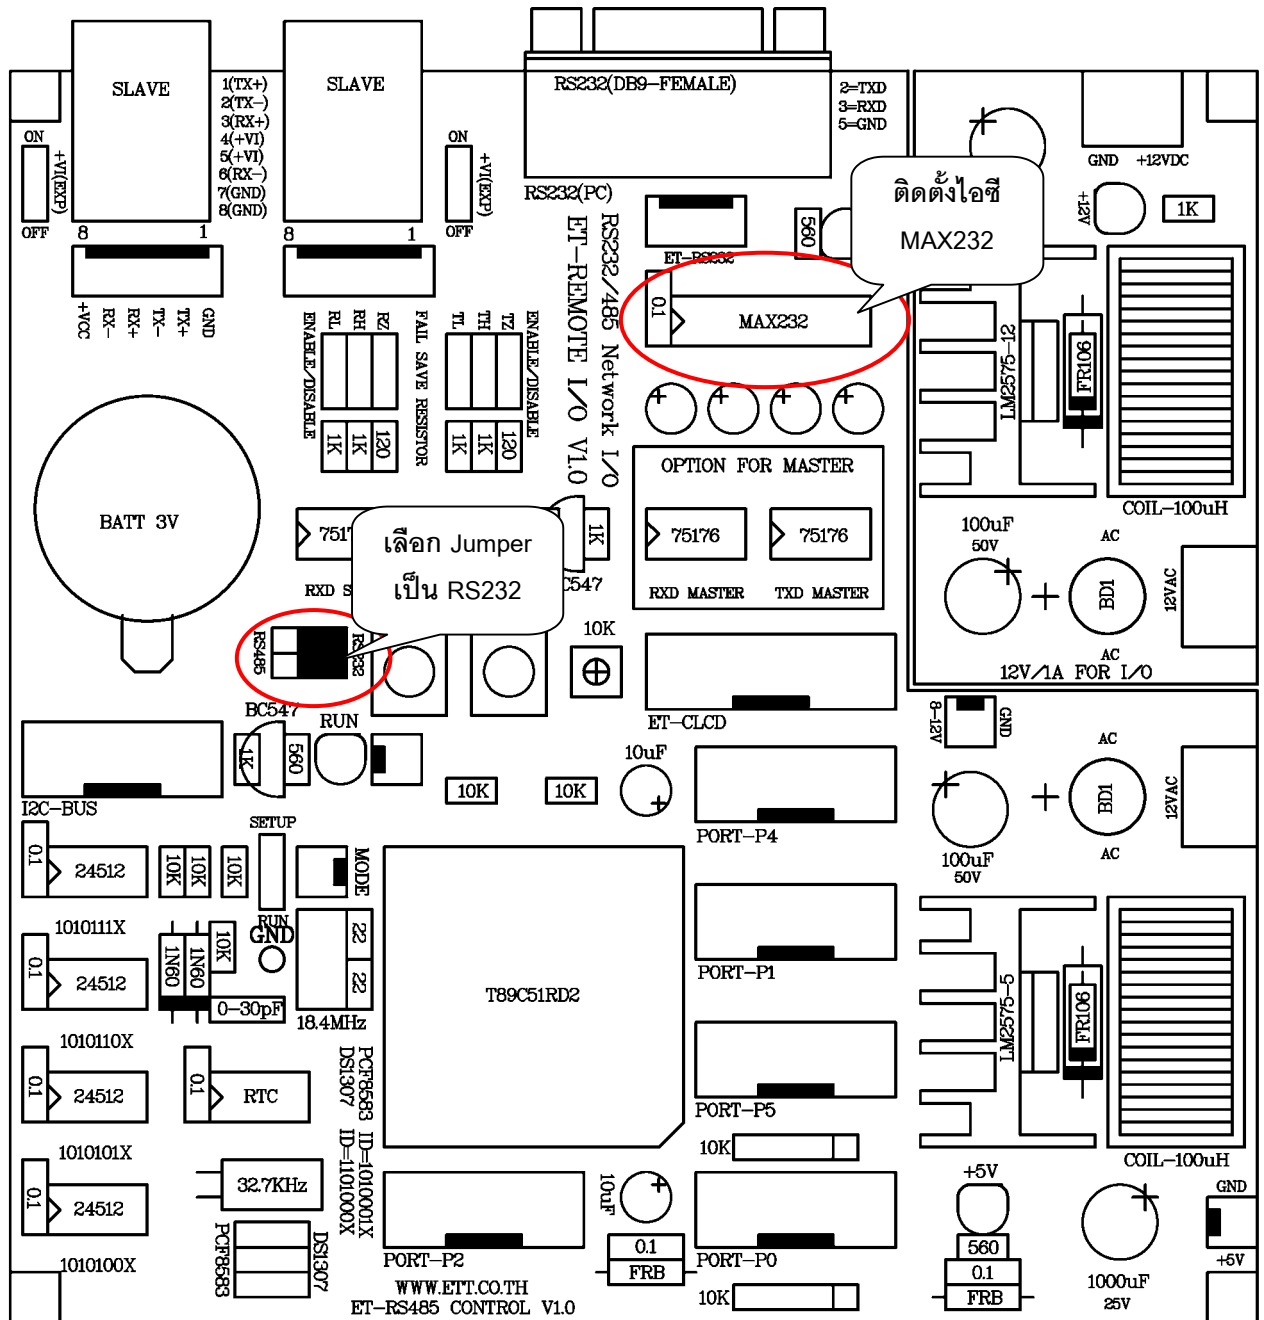 SLAVE
1(TX+)
2(TX-)
3(RX+)
4(+VI)
5(+VI)
6(RX-)
7(GND)
8(GND)
SLAVE
RS232(DB9-FEMALE)
2=TXD
3=RXD
5=GND
ON
+VI(EXP)
OFF
ON
+VI(EXP)
OFF
RS232(PC)
GND +12VDC
+12V
1K
ติดตั้งไอซี
MAX232
8 1
8 1
+VCC
RX-
RX+
TX-
TX+
GND
ET-RS232
560
0.1
MAX232
RS232/485 Network I/O
ET-REMOTE I/O V1.0
ENABLE/DISABLE
RL
RH
RZ
FAIL SAVE RESISTOR
TL
TH
TZ
ENABLE/DISABLE
1K
1K
120
1K
1K
120
LM2575-12
FR106
COIL-100uH
BATT 3V
OPTION FOR MASTER
75176
75176
RXD MASTER
TXD MASTER
7517
RXD S
1K
C547
เลือก Jumper
เป็น RS232
100uF
50V
AC
BD1
AC
12VAC
12V/1A FOR I/O
RS485
RS232
10K
BC547
RUN
1K
560
ET-CLCD
8-12V
GND
I2C-BUS
10K
10K
10uF
PORT-P4
100uF
50V
AC
BD1
AC
12VAC
SETUP
RUN
MODE
0.1
24512
10K
10K
10K
1010111X
GND
0.1
24512
1N60
1N60
10K
0-30pF
22
22
18.4MHz
T89C51RD2
PORT-P1
1010110X
0.1
24512
0.1
RTC
PCF8583 ID=1010001X
DS1307 ID=1101000X
PORT-P5
LM2575-5
FR106
COIL-100uH
1010101X
0.1
24512
32.7KHz
PCF8583
DS1307
1010100X
10K
PORT-P2
10uF
0.1
FRB
PORT-P0
10K
+5V
560
0.1
FRB
1000uF
25V
GND
+5V
WWW.ETT.CO.TH
ET-RS485 CONTROL V1.0